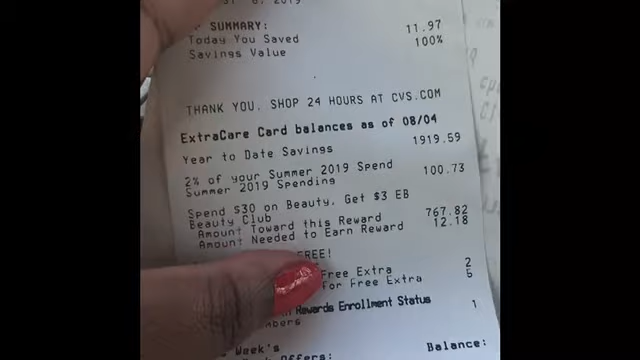 6, 2019
SUMMARY:
Today You Saved 11.97
Savings Value 100%
THANK YOU. SHOP 24 HOURS AT CVS.COM
ExtraCare Card balances as of 08/04
Year to Date Savings 1919.59
2% of your Summer 2019 Spend
Summer 2019 Spending 100.73
Spend $30 on Beauty, Get $3 EB
Beauty Club
Amount Toward this Reward 767.82
Amount Needed to Earn Reward 12.18
FREE!
Free Extra 2
for Free Extra
Rewards Enrollment Status
1
Week's
Offers: Balance: